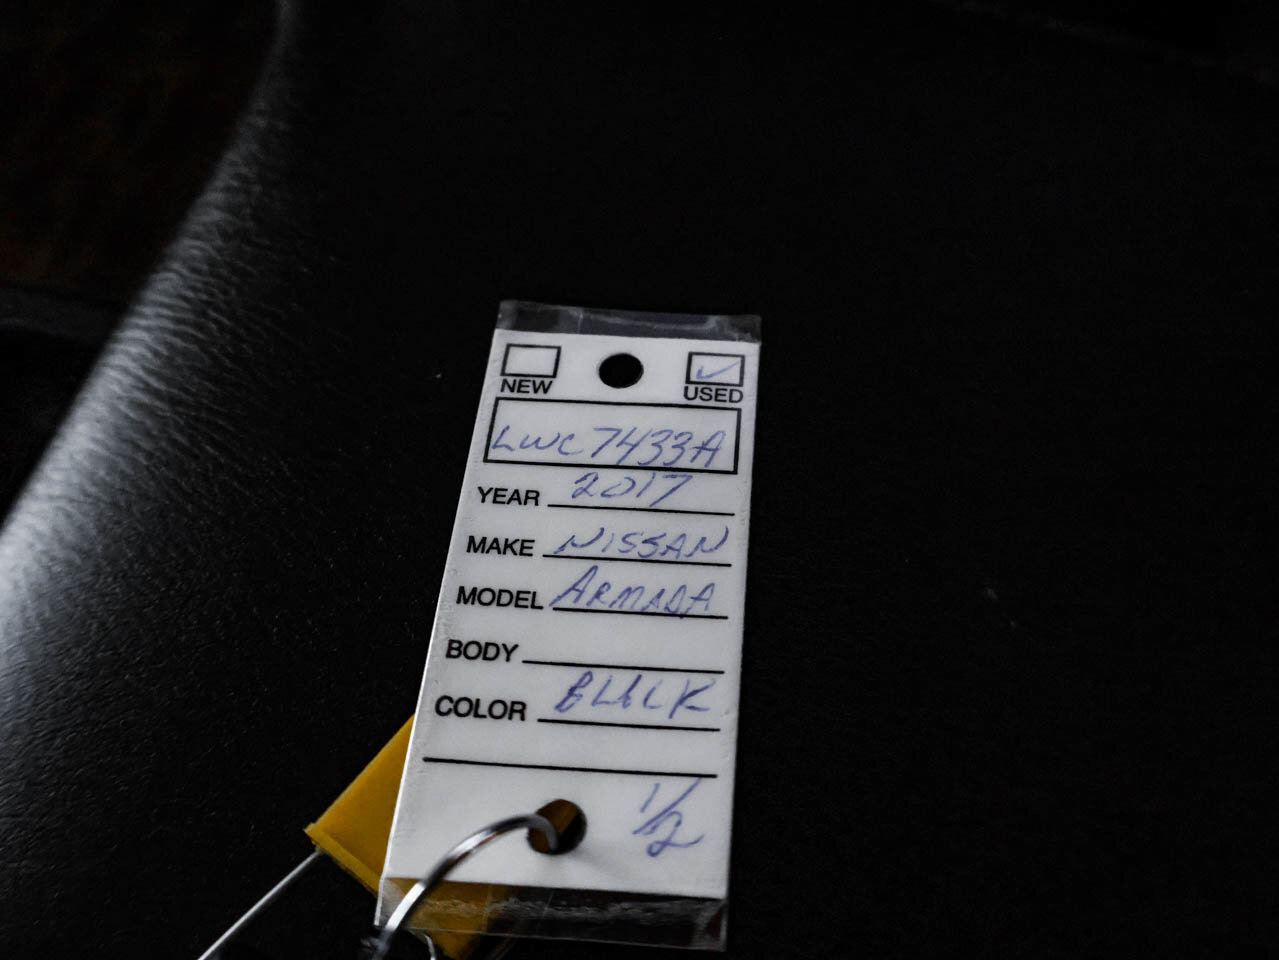 NEW USED
LWC7433A
YEAR 2017
MAKE NISSAN
MODEL ARMADA
BODY
COLOR BLACK
1/2